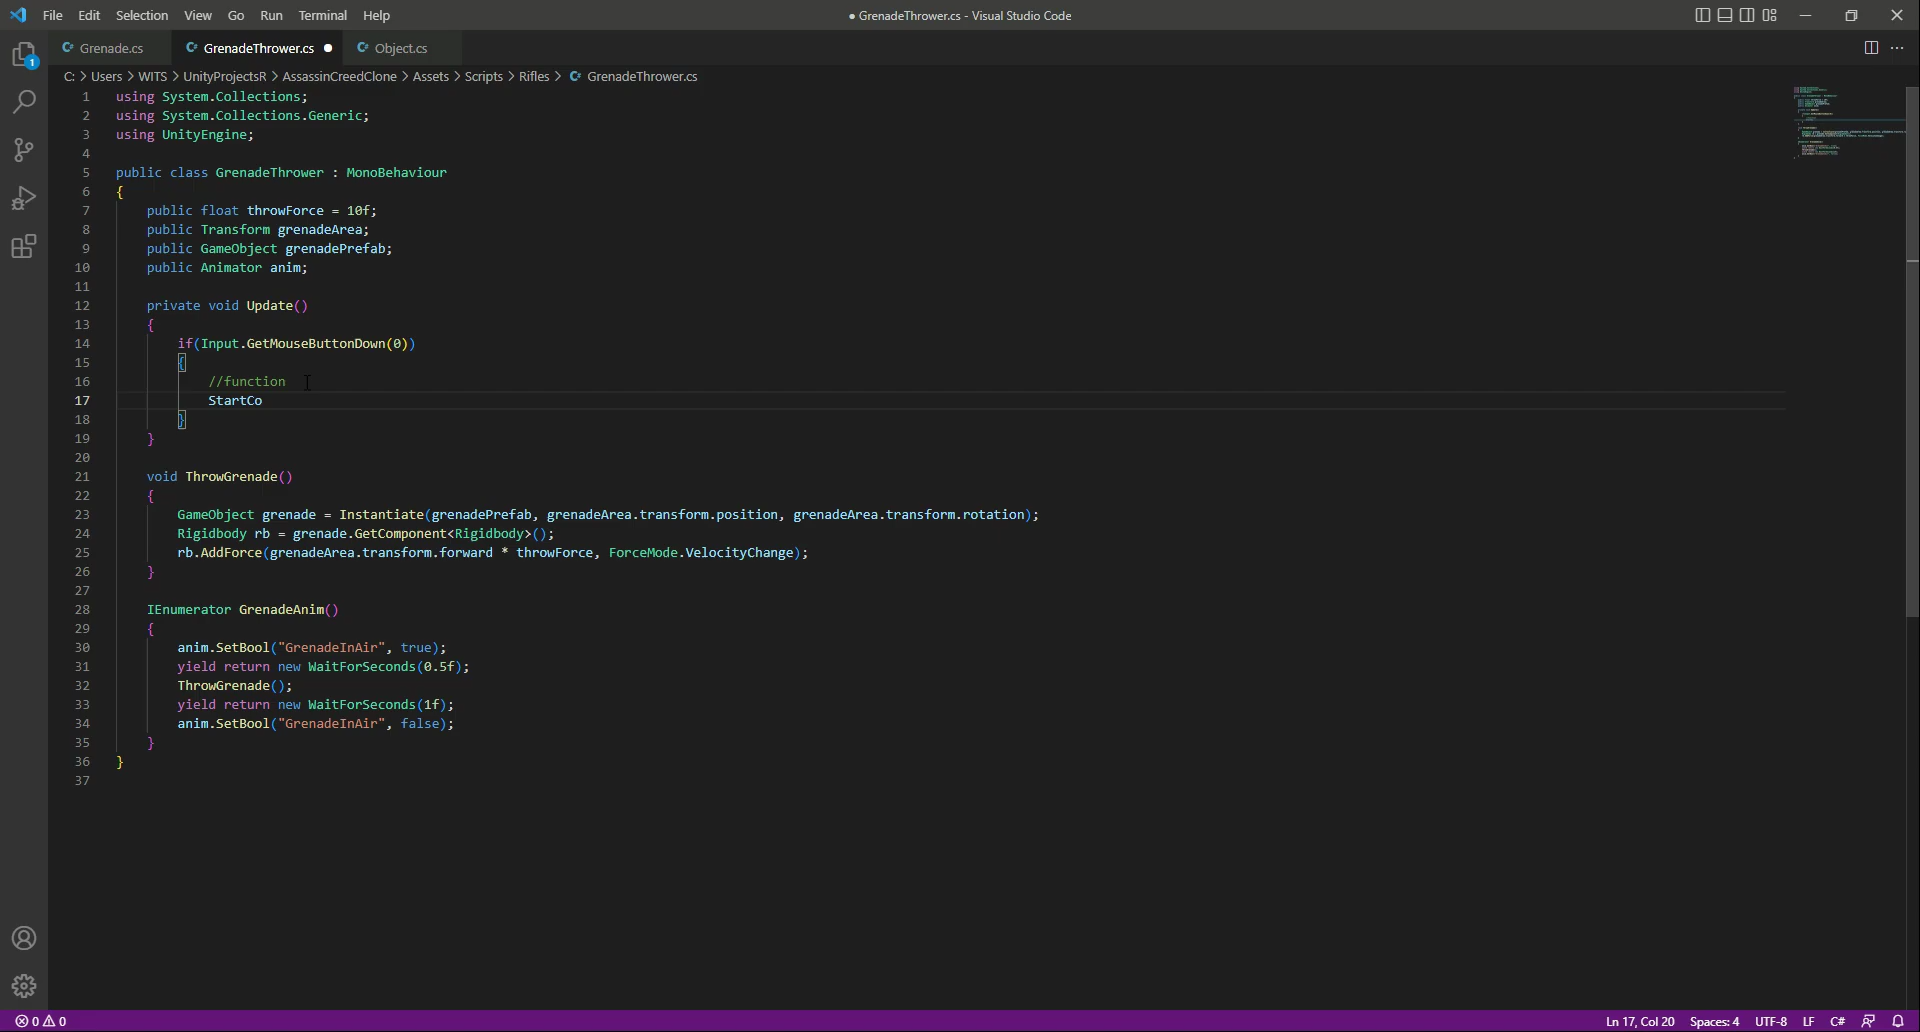 File Edit Selection View Go Run Terminal Help
● GrenadeThrower.cs - Visual Studio Code
Grenade.cs GrenadeThrower.cs ● Object.cs
C: > Users > WITS > UnityProjectsR > AssassinCreedClone > Assets > Scripts > Rifles > GrenadeThrower.cs
1 using System.Collections;
2 using System.Collections.Generic;
3 using UnityEngine;
4
5 public class GrenadeThrower : MonoBehaviour
6 {
7 public float throwForce = 10f;
8 public Transform grenadeArea;
9 public GameObject grenadePrefab;
10 public Animator anim;
11
12 private void Update()
13 {
14 if(Input.GetMouseButtonDown(0))
15 {
16 //function
17 StartCo
18 }
19 }
20
21 void ThrowGrenade()
22 {
23 GameObject grenade = Instantiate(grenadePrefab, grenadeArea.transform.position, grenadeArea.transform.rotation);
24 Rigidbody rb = grenade.GetComponent<Rigidbody>();
25 rb.AddForce(grenadeArea.transform.forward * throwForce, ForceMode.VelocityChange);
26 }
27
28 IEnumerator GrenadeAnim()
29 {
30 anim.SetBool("GrenadeInAir", true);
31 yield return new WaitForSeconds(0.5f);
32 ThrowGrenade();
33 yield return new WaitForSeconds(1f);
34 anim.SetBool("GrenadeInAir", false);
35 }
36 }
37
1
0 0
Ln 17, Col 20 Spaces: 4 UTF-8 LF C#